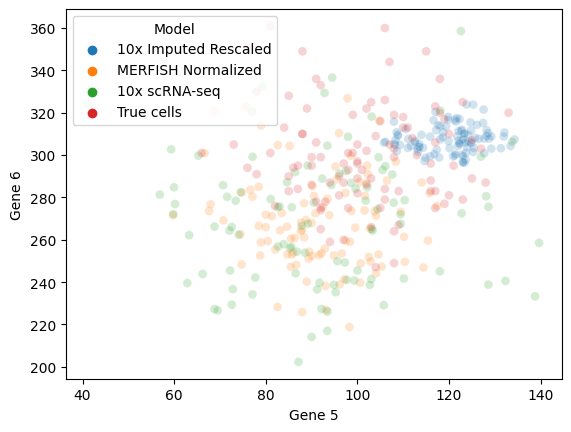 Model
10x Imputed Rescaled
MERFISH Normalized
10x scRNA-seq
True cells
360
340
320
300
280
260
240
220
200
Gene 6
40
60
80
100
120
140
Gene 5